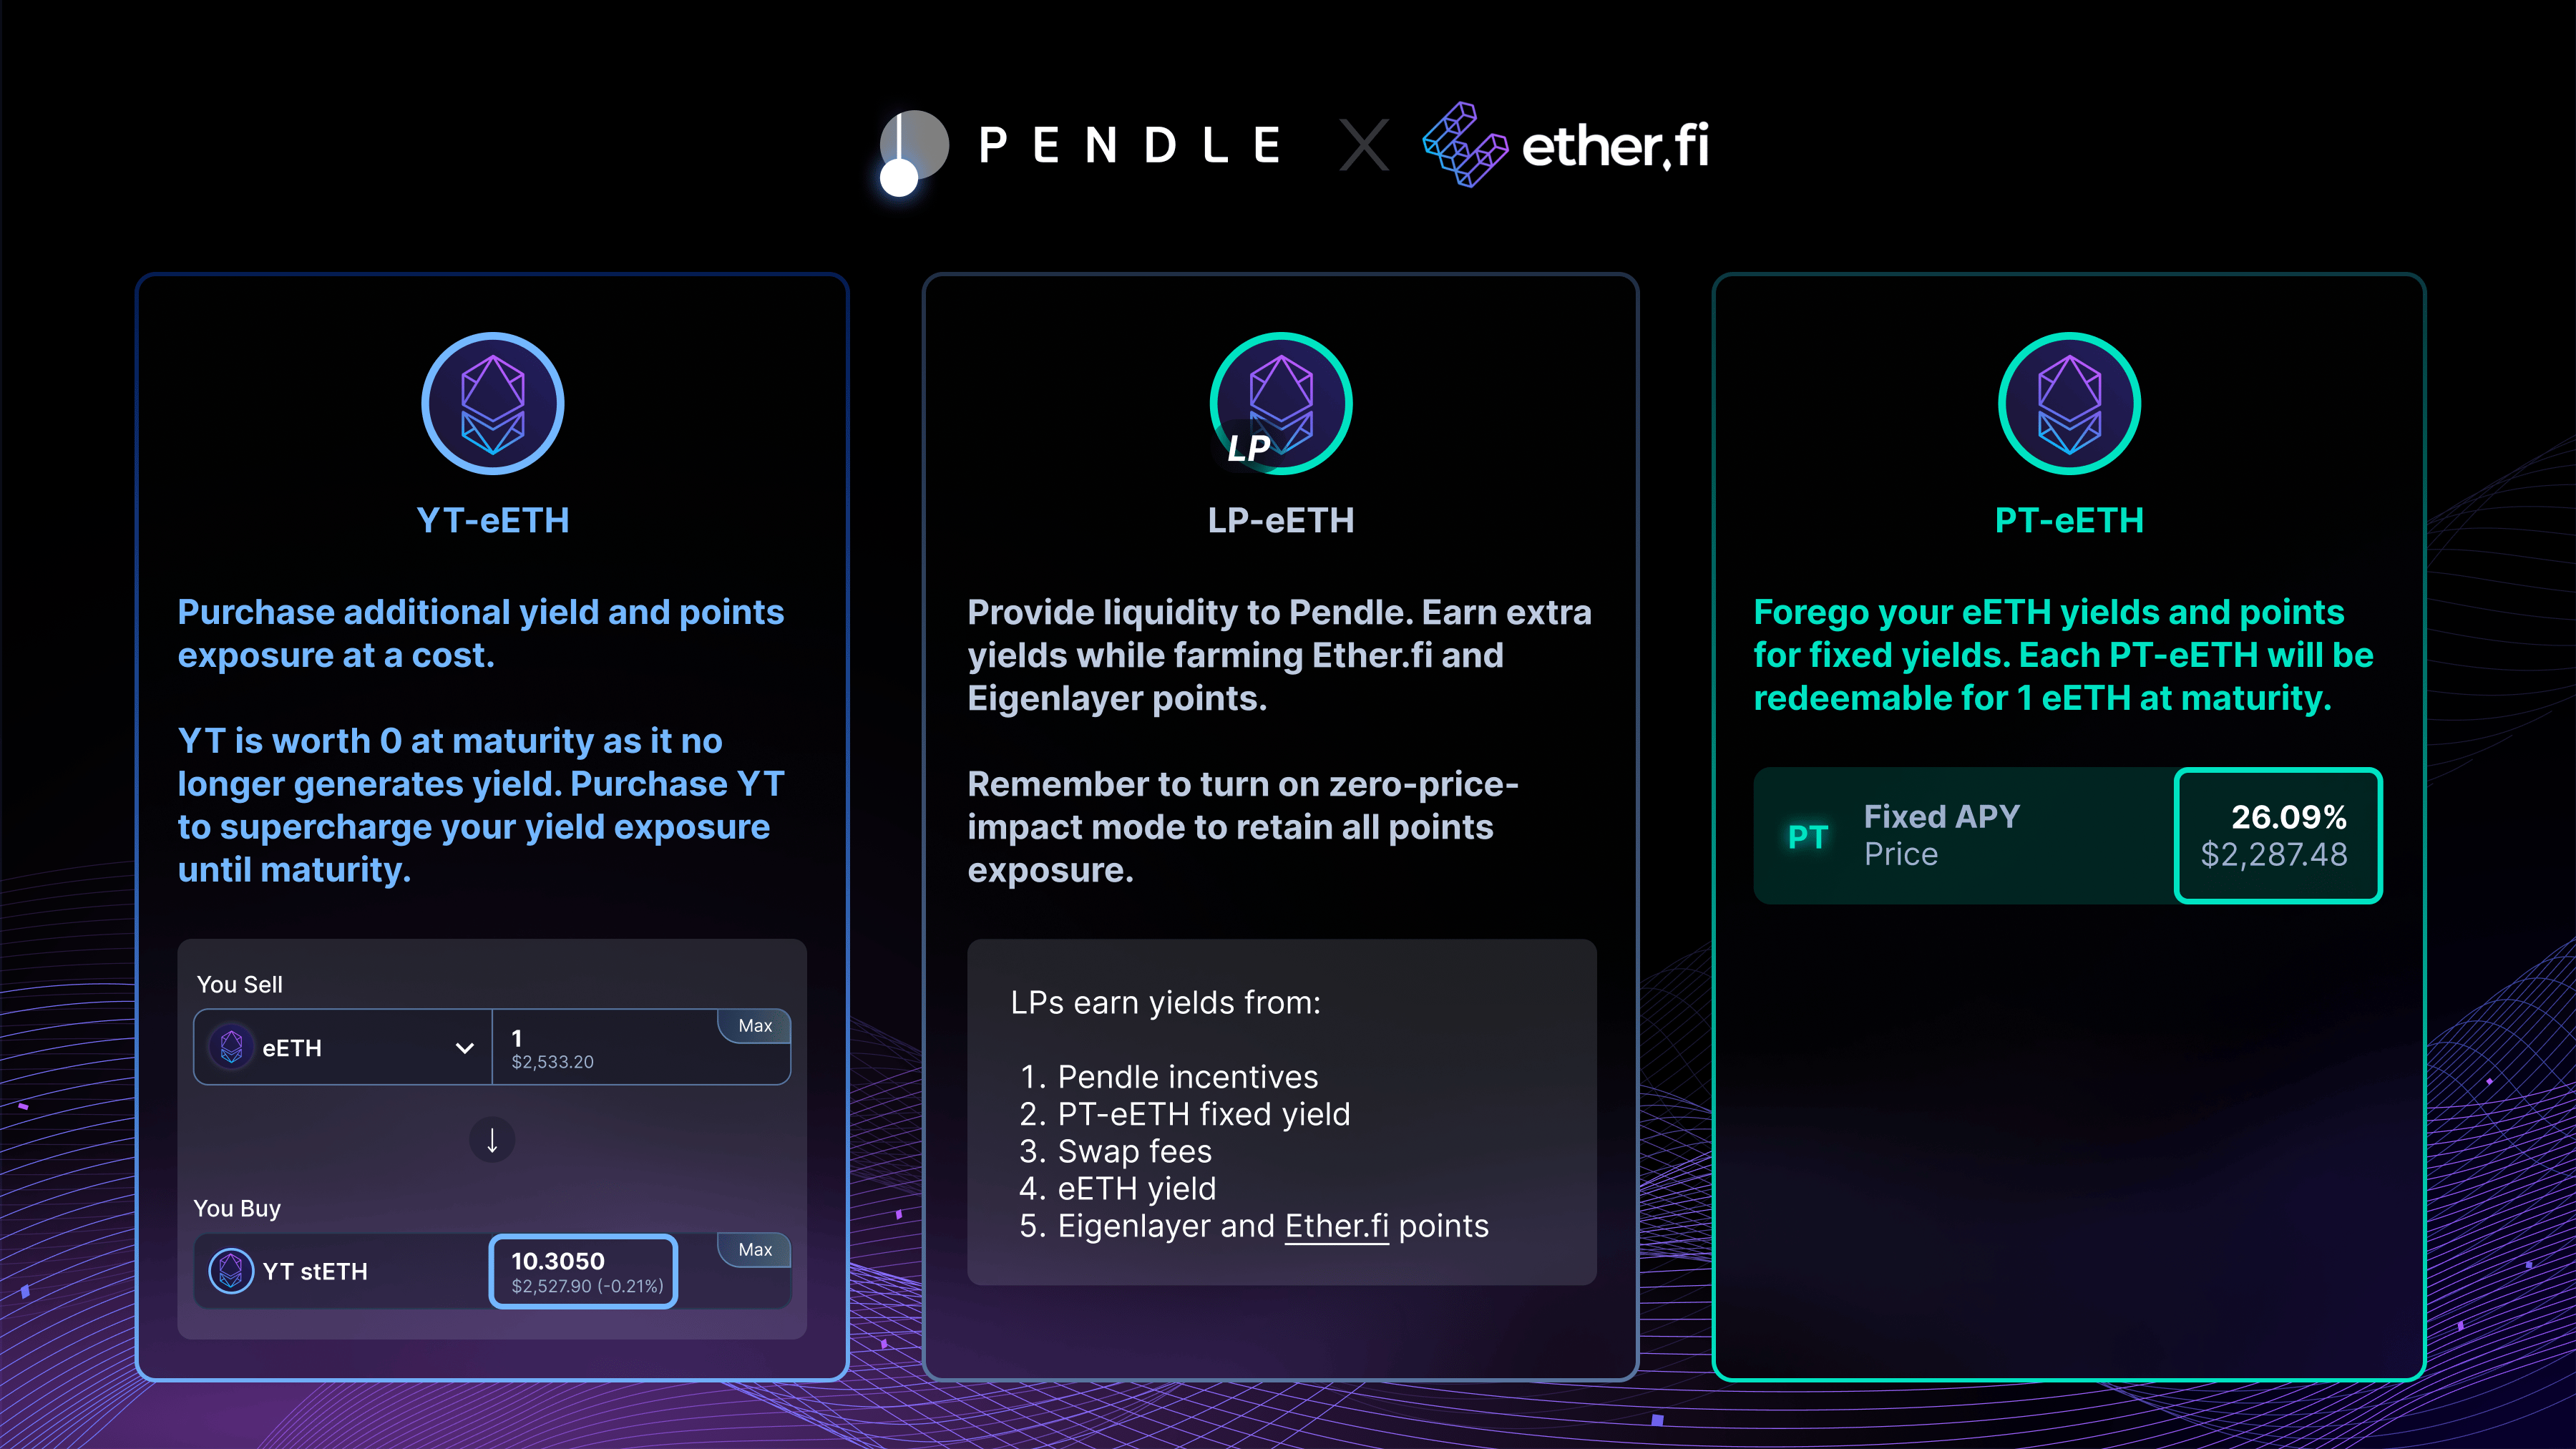 PENDLE X ether.fi
YT-eETH
Purchase additional yield and points
exposure at a cost.
YT is worth 0 at maturity as it no
longer generates yield. Purchase YT
to supercharge your yield exposure
until maturity.
You Sell
eETH
1
$2,533.20
Max
You Buy
YT stETH
10.3050
$2,527.90 (-0.21%)
Max
LP
LP-eETH
Provide liquidity to Pendle. Earn extra
yields while farming Ether.fi and
Eigenlayer points.
Remember to turn on zero-price-
impact mode to retain all points
exposure.
LPs earn yields from:
1. Pendle incentives
2. PT-eETH fixed yield
3. Swap fees
4. eETH yield
5. Eigenlayer and Ether.fi points
PT-eETH
Forego your eETH yields and points
for fixed yields. Each PT-eETH will be
redeemable for 1 eETH at maturity.
PT
Fixed APY
Price
26.09%
$2,287.48